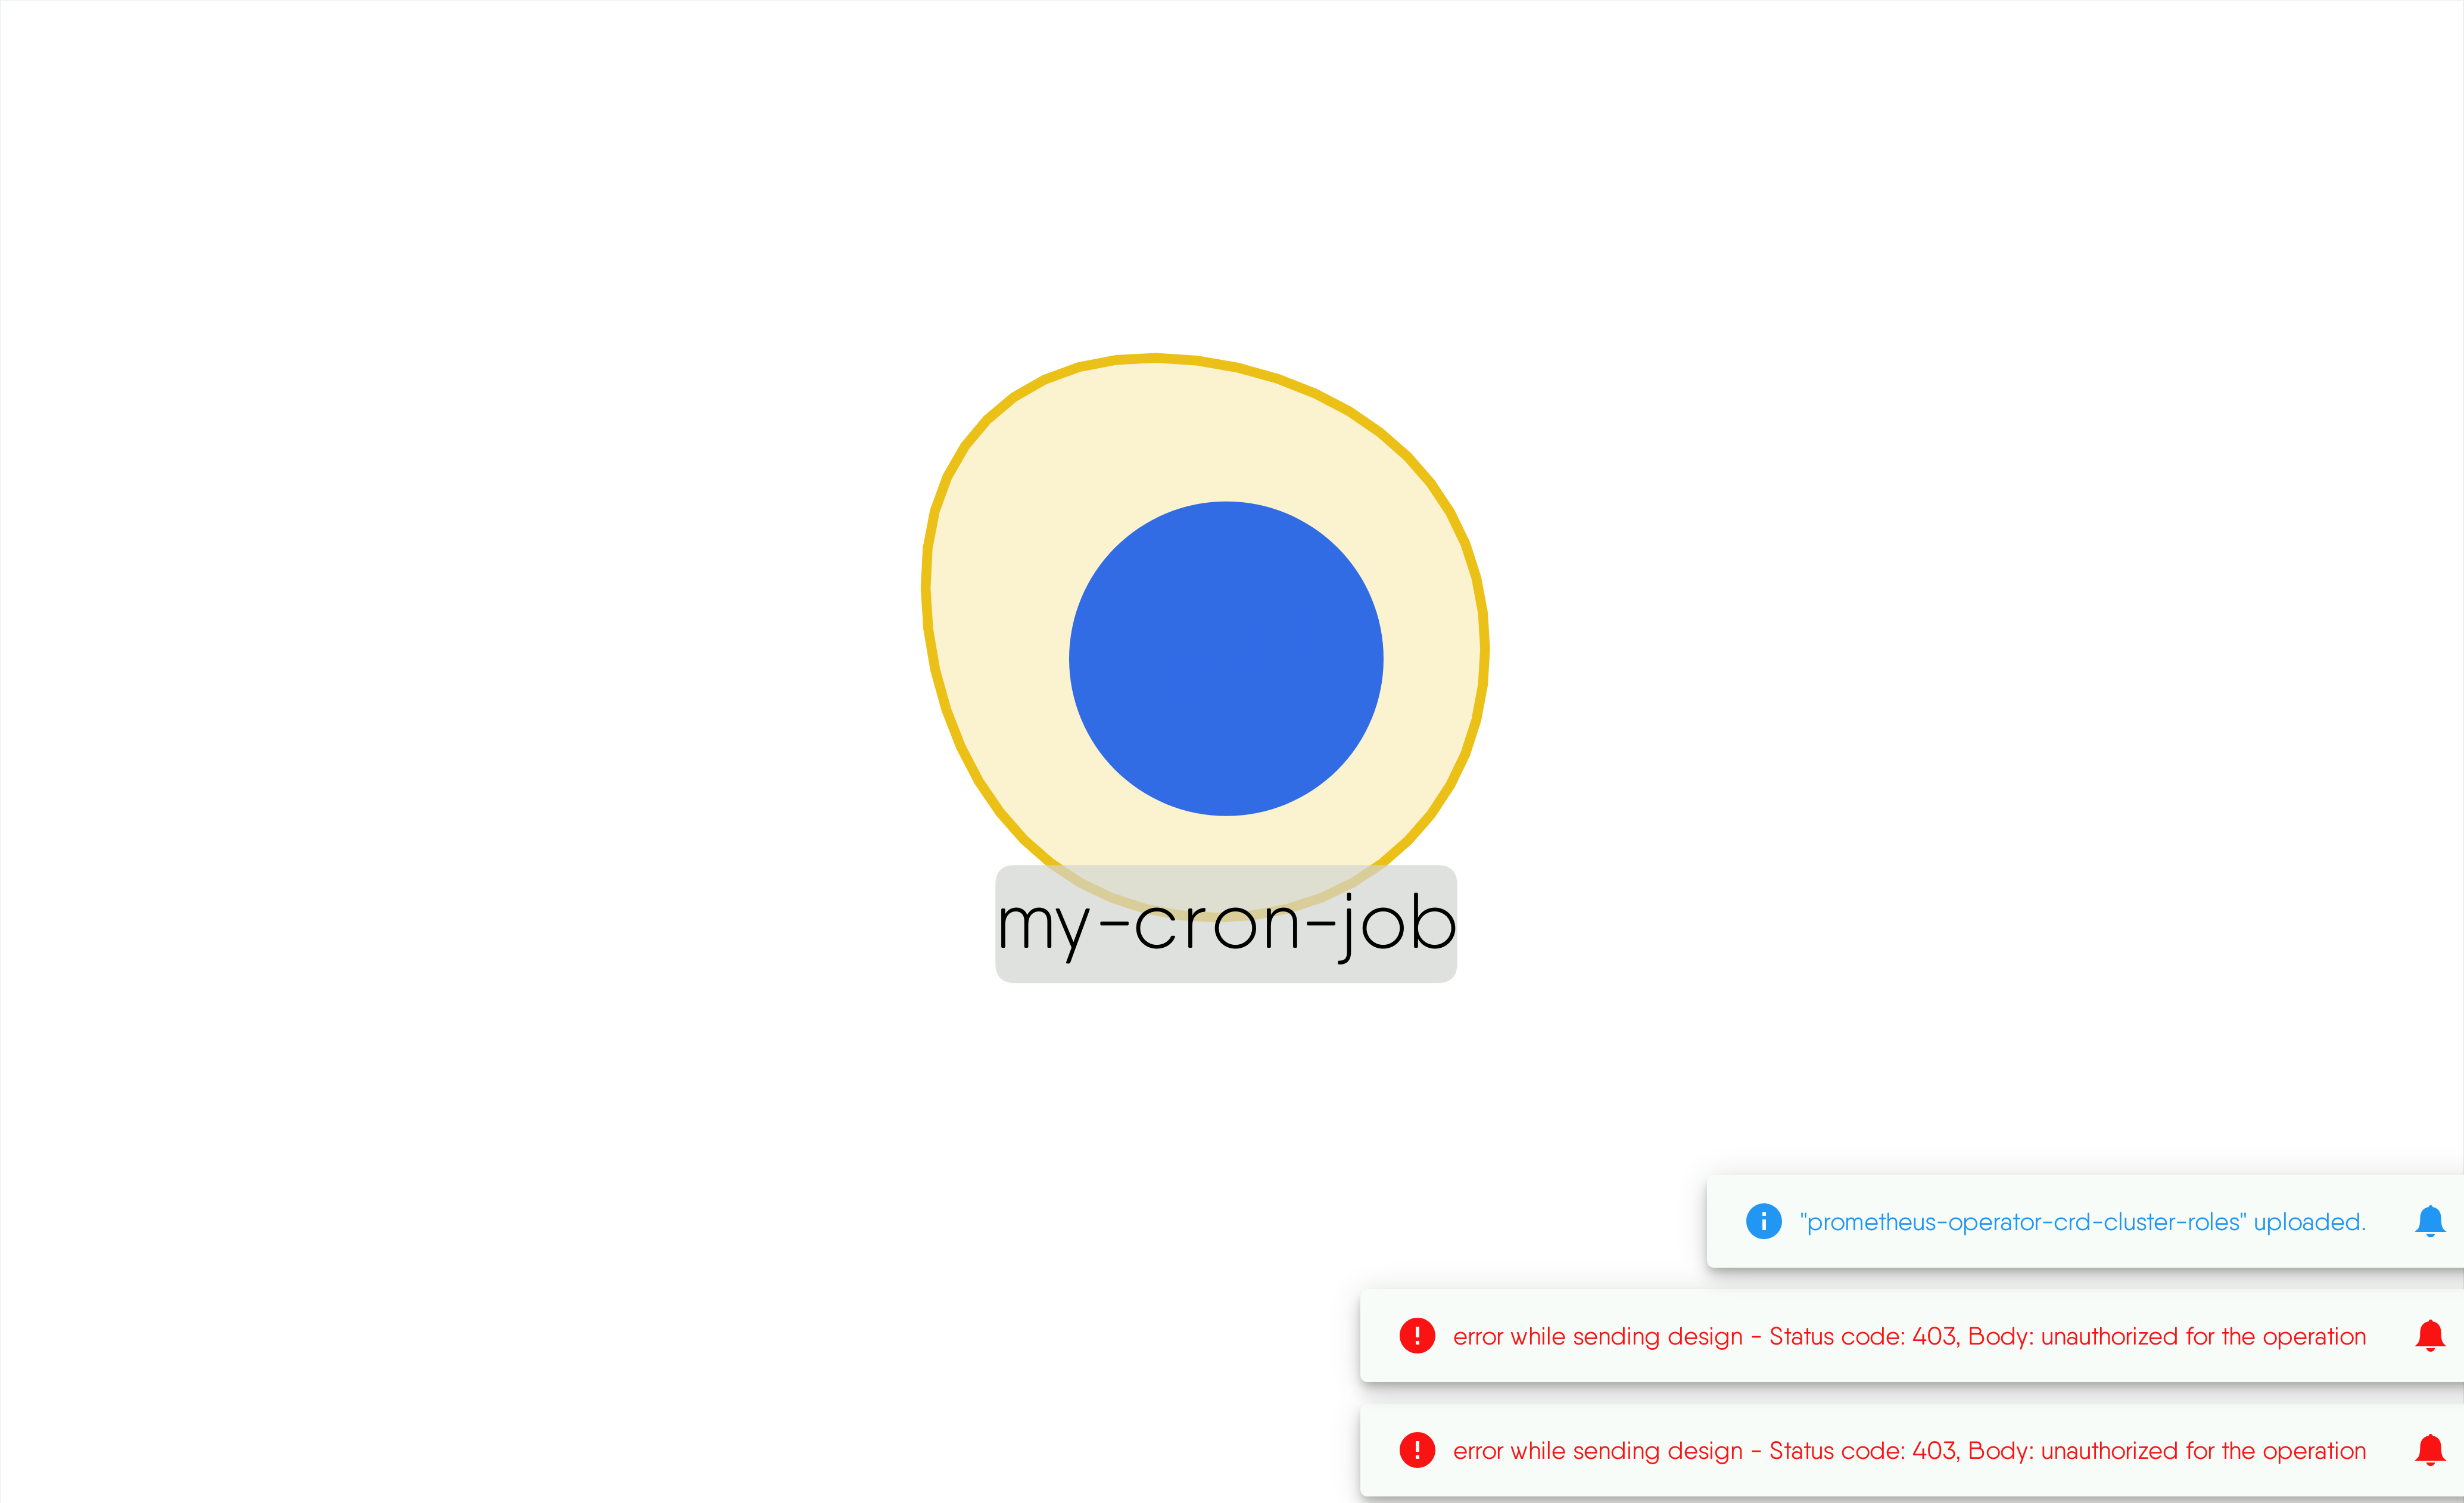 my-cron-job
"prometheus-operator-crd-cluster-roles" uploaded.
error while sending design - Status code: 403, Body: unauthorized for the operation
error while sending design - Status code: 403, Body: unauthorized for the operation